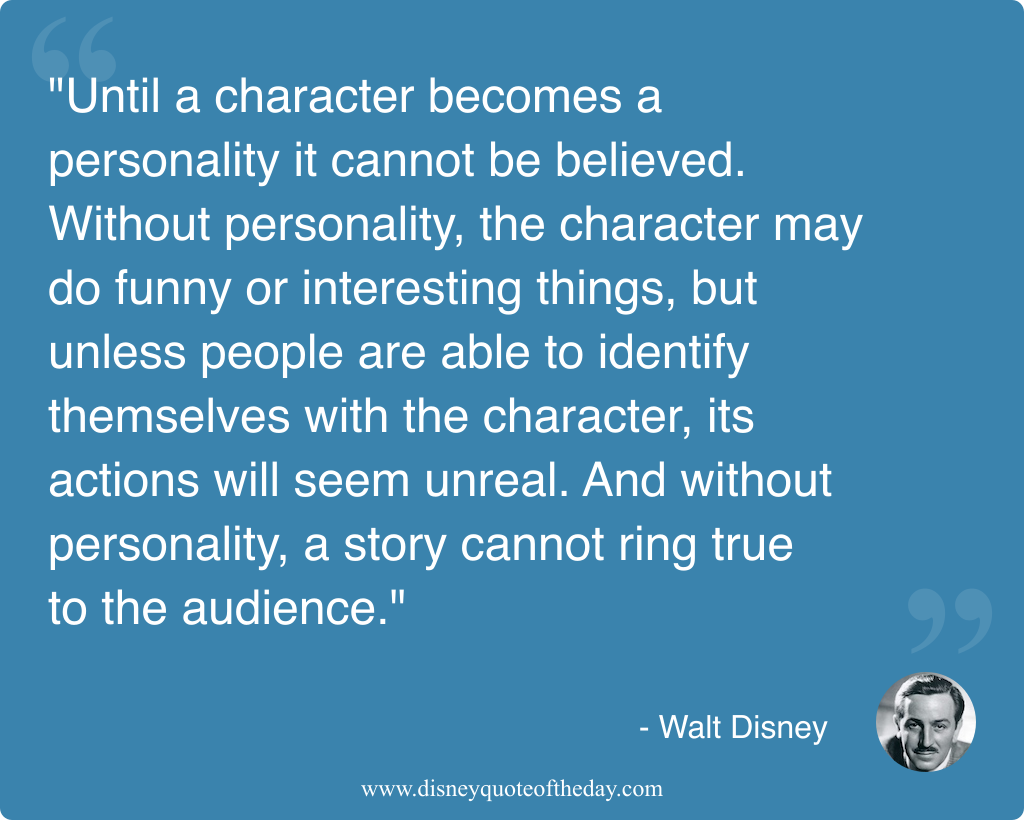 "Until a character becomes a
personality it cannot be believed.
Without personality, the character may
do funny or interesting things, but
unless people are able to identify
themselves with the character, its
actions will seem unreal. And without
personality, a story cannot ring true
to the audience."
- Walt Disney
www.disneyquoteoftheday.com